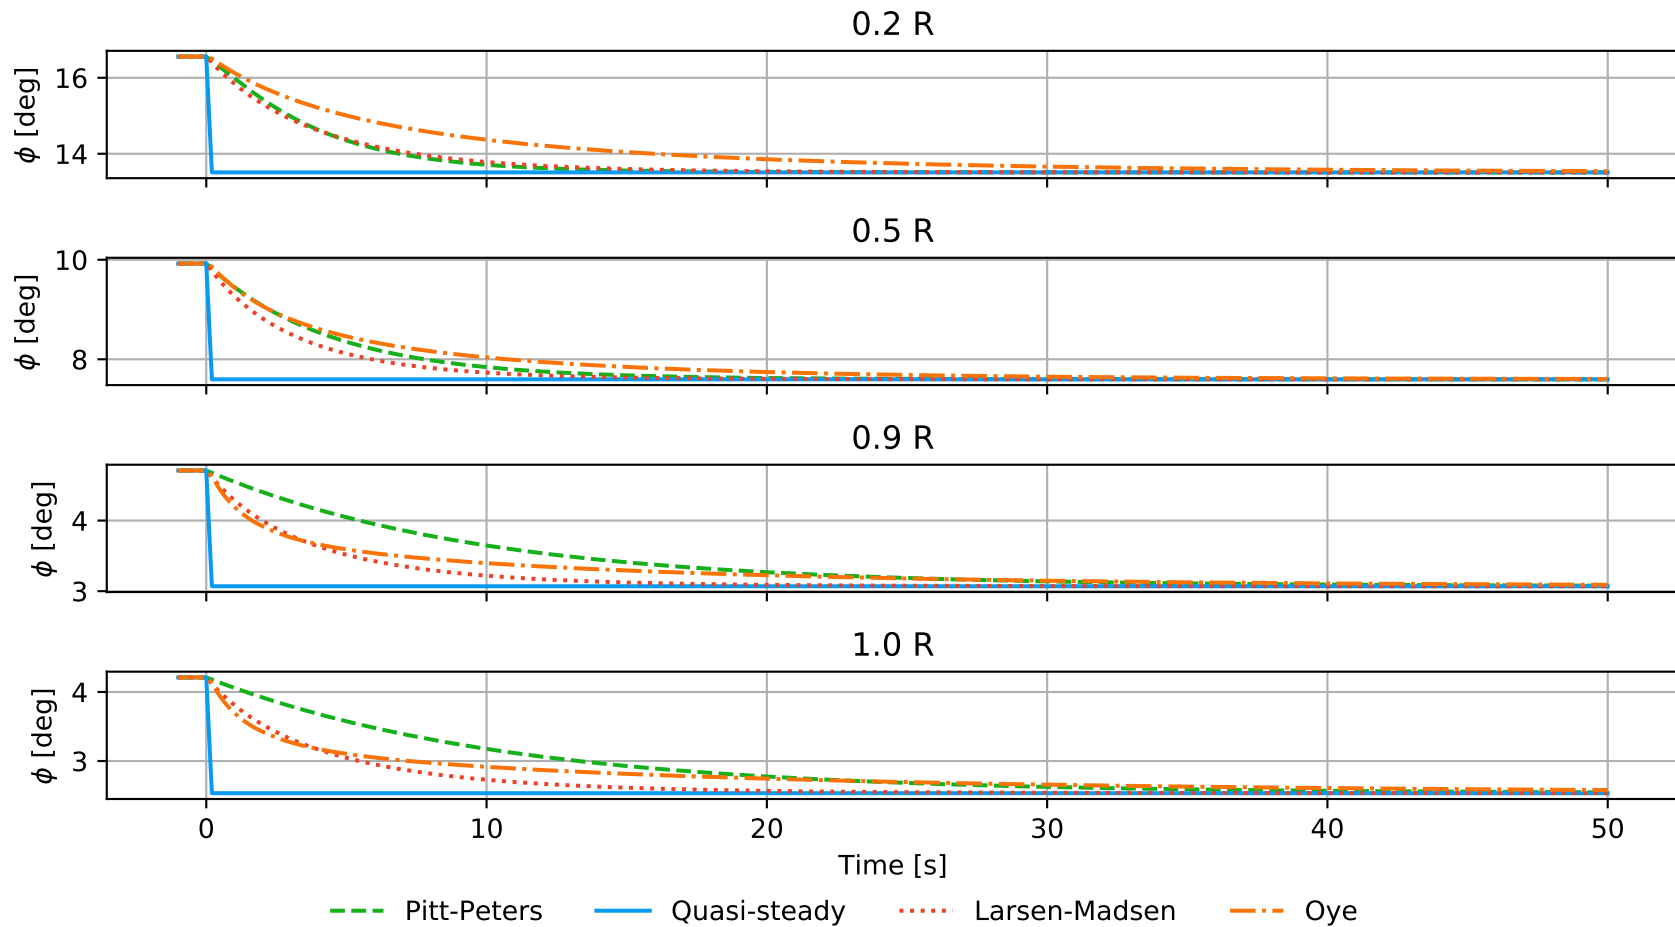 0.2 R
16
14
ϕ [deg]
0.5 R
10
8
ϕ [deg]
0.9 R
4
3
ϕ [deg]
1.0 R
4
3
ϕ [deg]
0 10 20 30 40 50
Time [s]
Pitt-Peters Quasi-steady Larsen-Madsen Oye